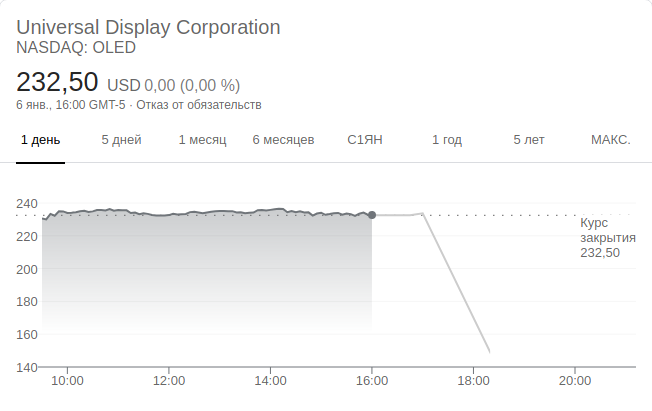 Universal Display Corporation
NASDAQ: OLED
232,50 USD 0,00 (0,00 %)
6 янв., 16:00 GMT-5 · Отказ от обязательств
1 день 5 дней 1 месяц 6 месяцев С1ЯН 1 год 5 лет МАКС.
240
Курс
закрытия
232,50
220
200
180
160
140
10:00 12:00 14:00 16:00 18:00 20:00